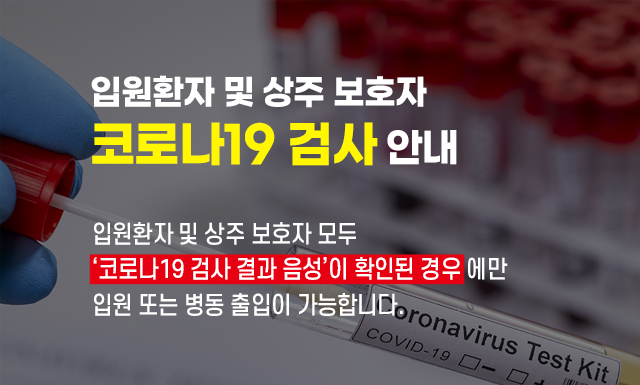 입원환자 및 상주 보호자
코로나19 검사 안내
입원환자 및 상주 보호자 모두
‘코로나19 검사 결과 음성’이 확인된 경우 에만
입원 또는 병동 출입이 가능합니다.
Coronavirus Test Kit
COVID-19 □− □+